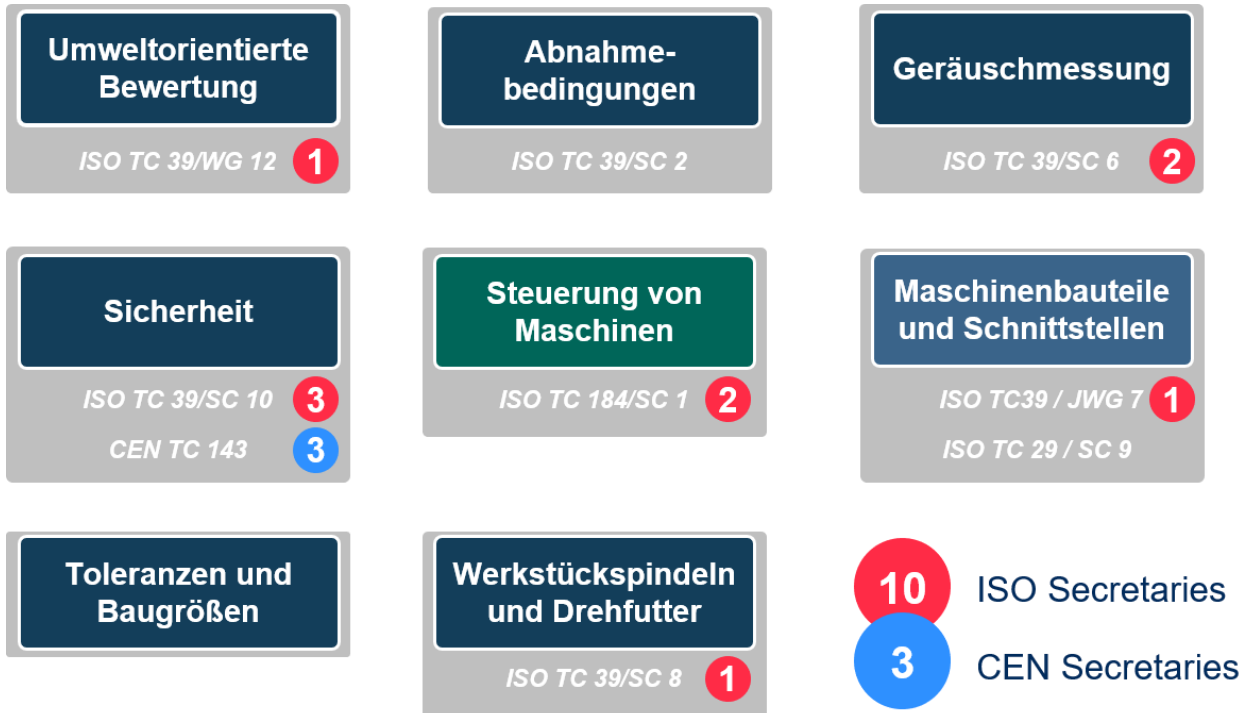 Umweltorientierte
Bewertung
ISO TC 39/WG 12 1
Abnahme-
bedingungen
ISO TC 39/SC 2
Geräuschmessung
ISO TC 39/SC 6 2
Sicherheit
ISO TC 39/SC 10 3
CEN TC 143 3
Steuerung von
Maschinen
ISO TC 184/SC 1 2
Maschinenbauteile
und Schnittstellen
ISO TC39 / JWG 7 1
ISO TC 29 / SC 9
Toleranzen und
Baugrößen
Werkstückspindeln
und Drehfutter
ISO TC 39/SC 8 1
10 ISO Secretaries
3 CEN Secretaries